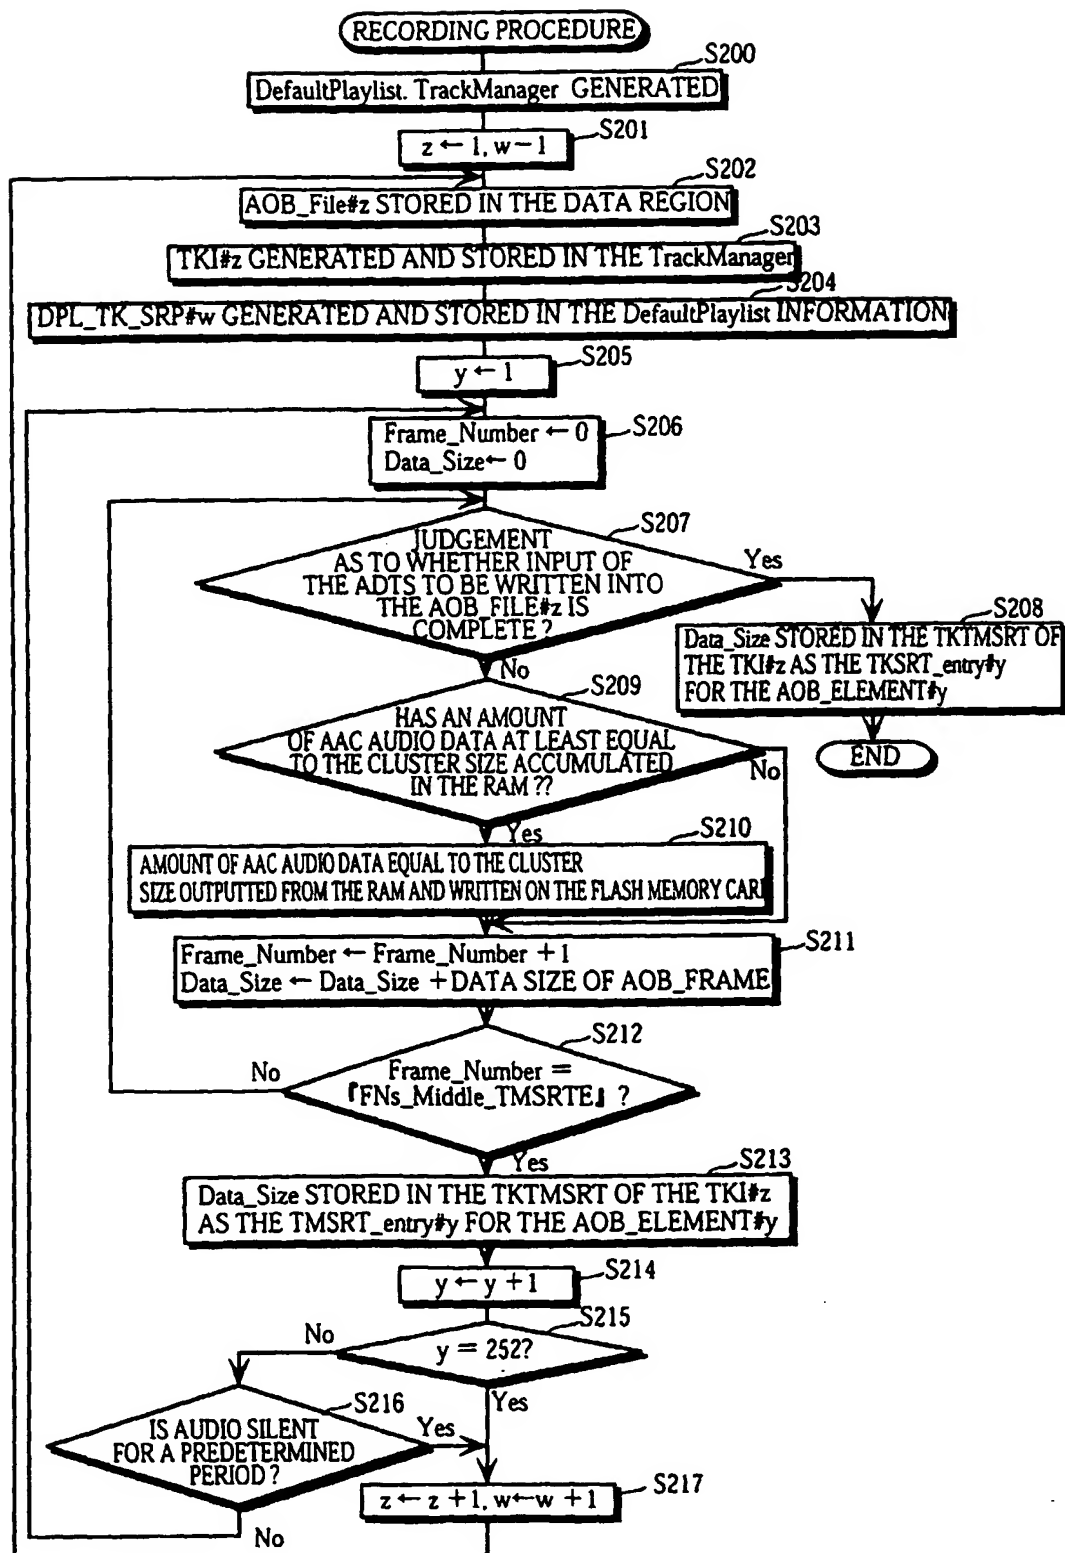 RECORDING PROCEDURE
S200
DefaultPlaylist. TrackManager GENERATED
S201
z ← 1, w − 1
S202
AOB_File#z STORED IN THE DATA REGION
S203
TKI#z GENERATED AND STORED IN THE TrackManager
S204
DPL_TK_SRP#w GENERATED AND STORED IN THE DefaultPlaylist INFORMATION
S205
y ← 1
S206
Frame_Number ← 0
Data_Size ← 0
S207
JUDGEMENT
AS TO WHETHER INPUT OF
THE ADTS TO BE WRITTEN INTO
THE AOB_FILE#z IS
COMPLETE ?
Yes
No
S208
Data_Size STORED IN THE TKTMSRT OF
THE TKI#z AS THE TKSRT_entry#y
FOR THE AOB_ELEMENT#y
END
S209
HAS AN AMOUNT
OF AAC AUDIO DATA AT LEAST EQUAL
TO THE CLUSTER SIZE ACCUMULATED
IN THE RAM ??
No
Yes
S210
AMOUNT OF AAC AUDIO DATA EQUAL TO THE CLUSTER
SIZE OUTPUTTED FROM THE RAM AND WRITTEN ON THE FLASH MEMORY CARD
S211
Frame_Number ← Frame_Number + 1
Data_Size ← Data_Size + DATA SIZE OF AOB_FRAME
S212
Frame_Number =
『FNs_Middle_TMSRTE』 ?
No
Yes
S213
Data_Size STORED IN THE TKTMSRT OF THE TKI#z
AS THE TMSRT_entry#y FOR THE AOB_ELEMENT#y
S214
y ← y + 1
S215
y = 252?
No
Yes
S216
IS AUDIO SILENT
FOR A PREDETERMINED
PERIOD ?
Yes
No
S217
z ← z + 1, w ← w + 1